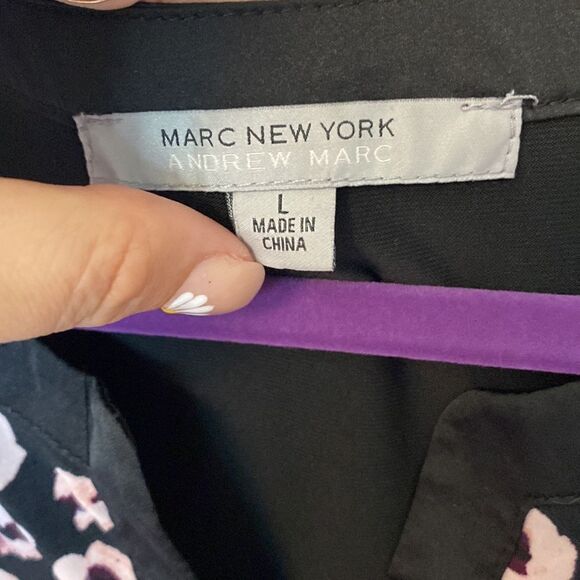 MARC NEW YORK
ANDREW MARC
L
MADE IN
CHINA